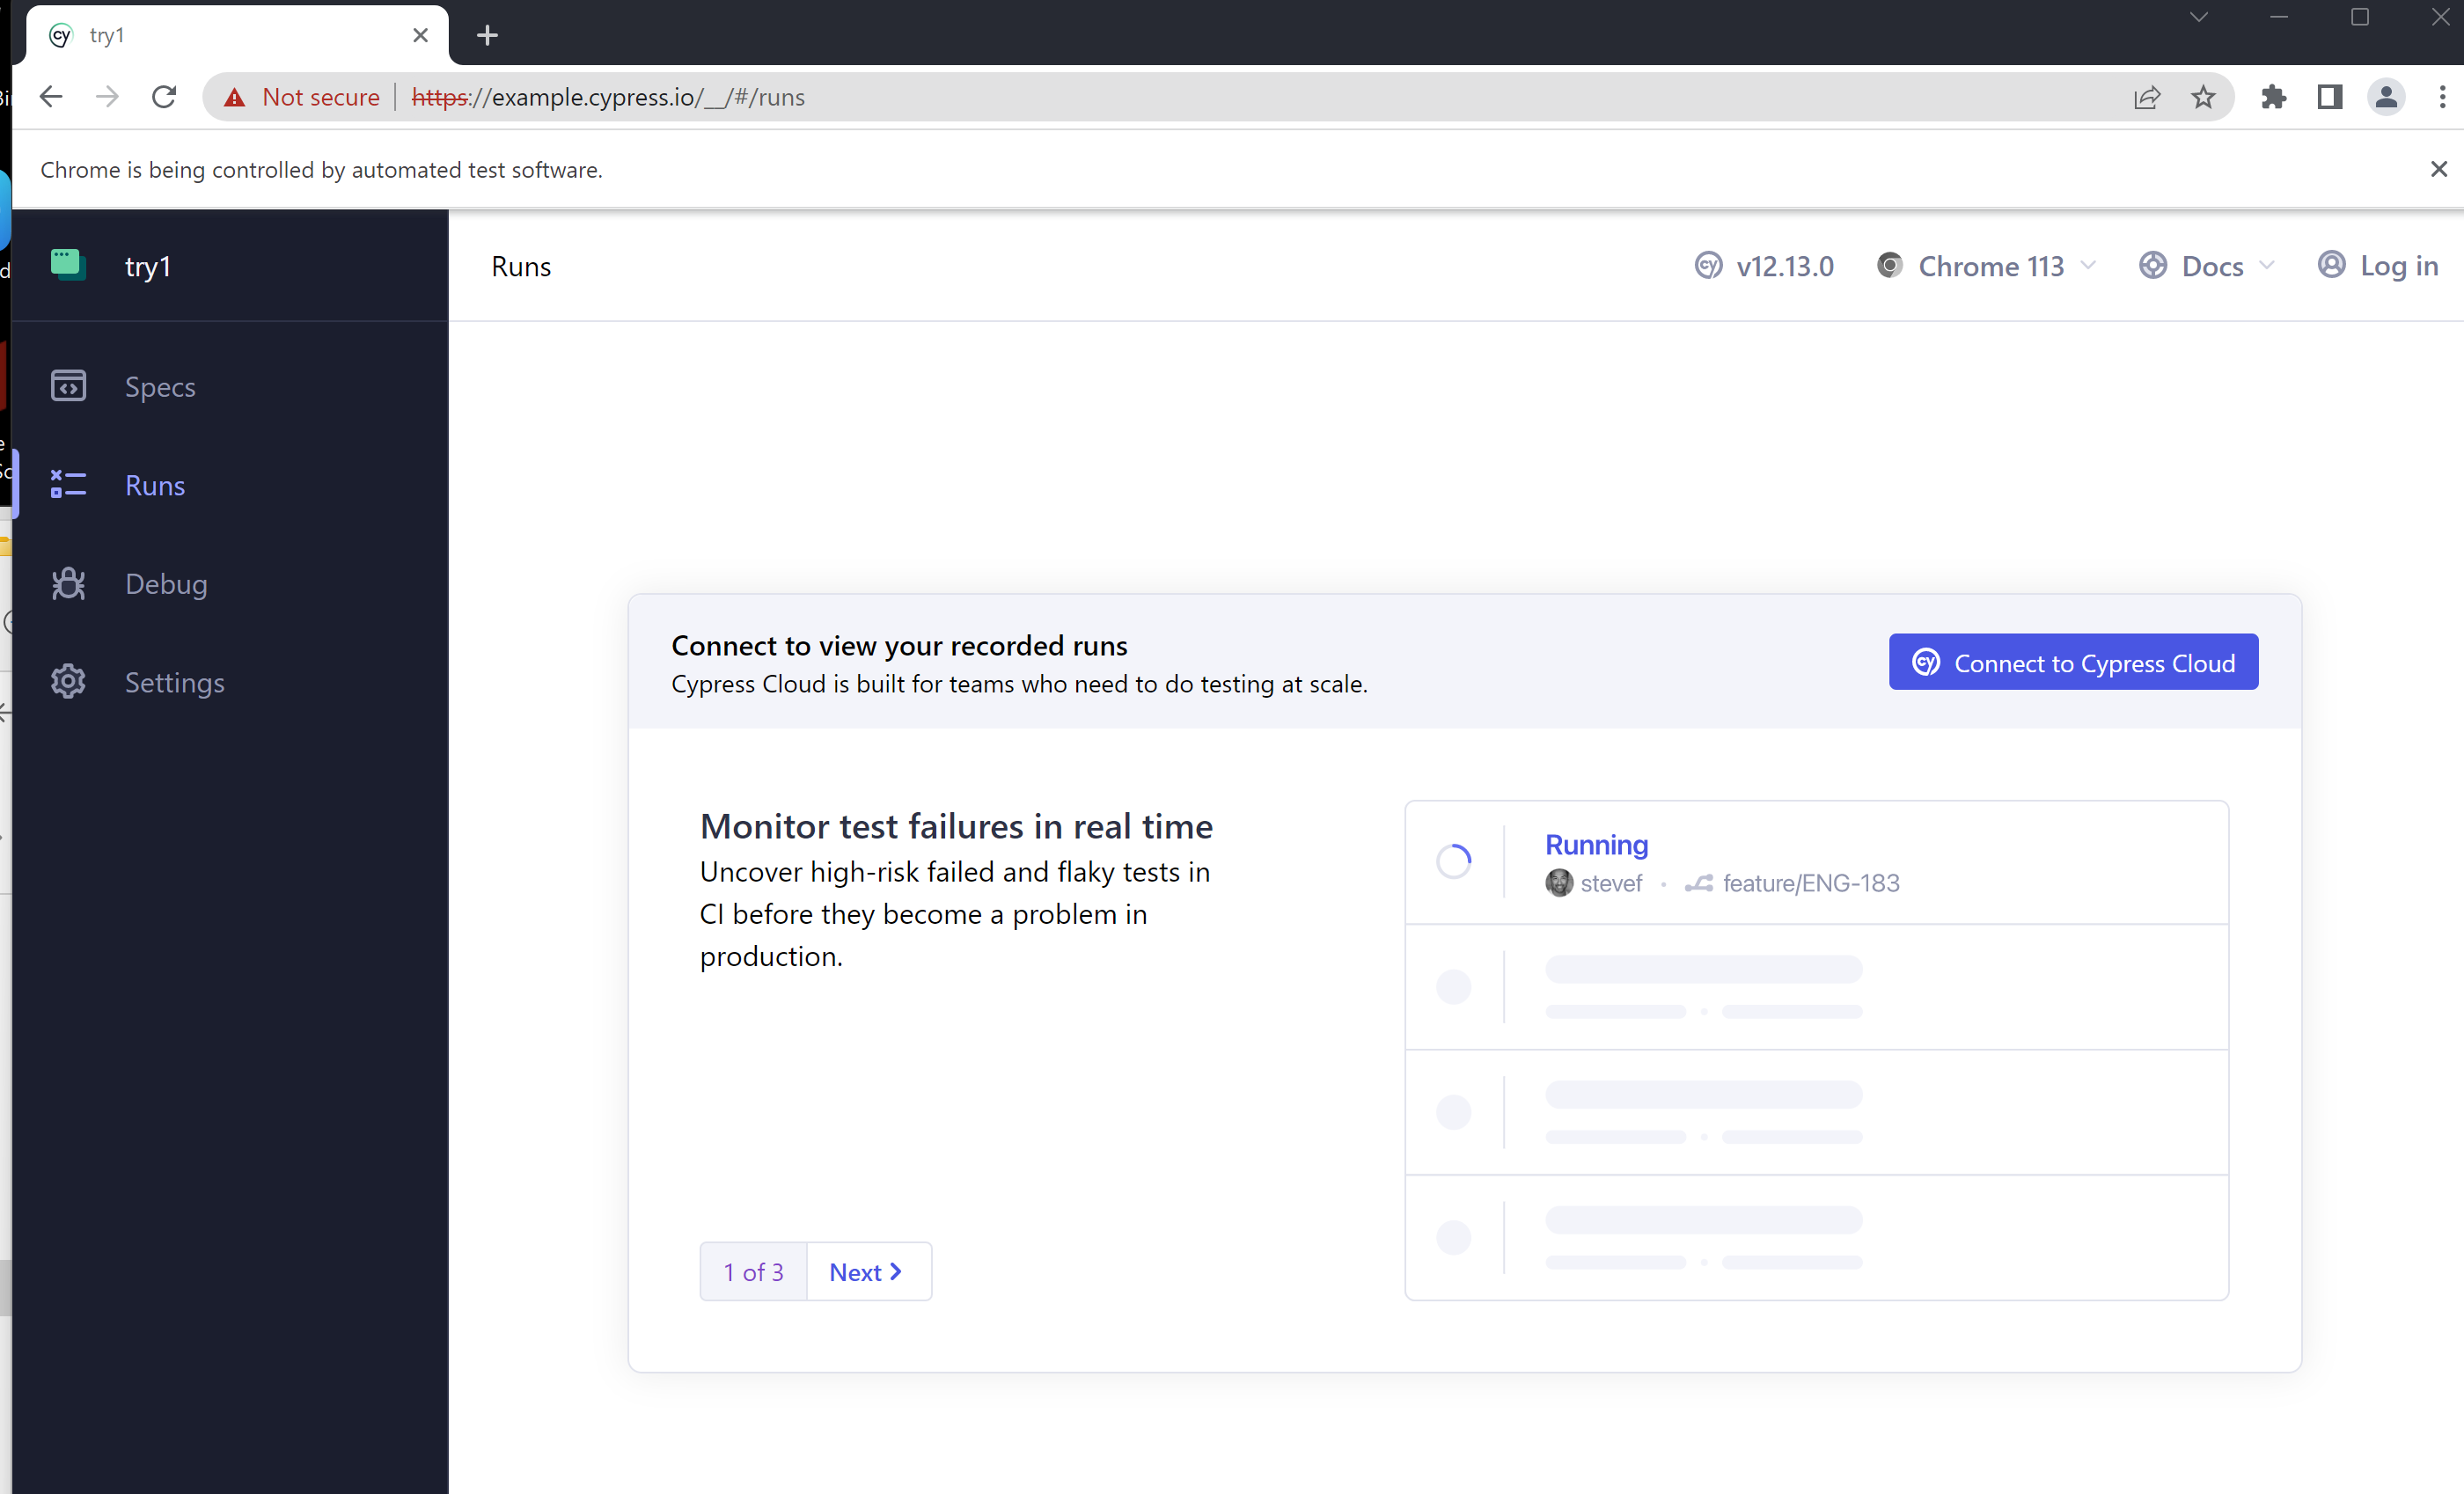 try1
Not secure https://example.cypress.io/__/#/runs
Chrome is being controlled by automated test software.
try1
Runs
v12.13.0
Chrome 113
Docs
Log in
Specs
Runs
Debug
Settings
Connect to view your recorded runs
Cypress Cloud is built for teams who need to do testing at scale.
cy Connect to Cypress Cloud
Monitor test failures in real time
Uncover high-risk failed and flaky tests in
CI before they become a problem in
production.
Running
stevef • feature/ENG-183
1 of 3
Next